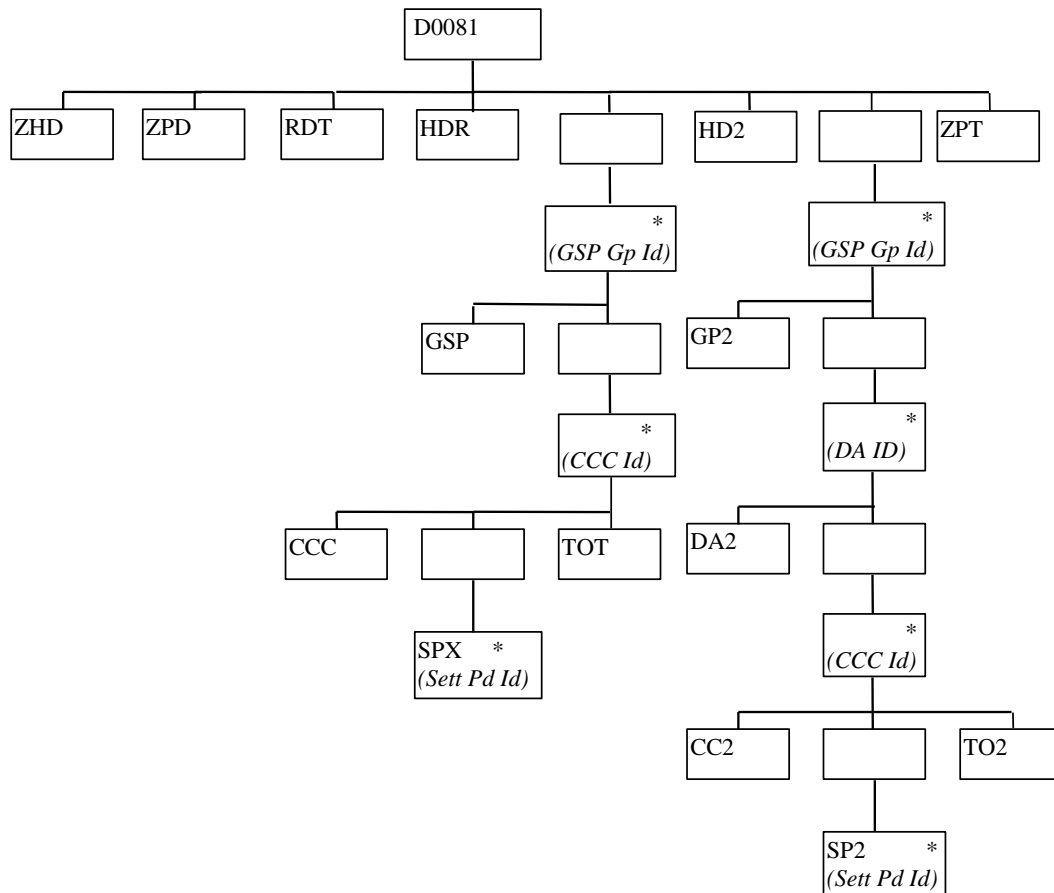 D0081
ZHD
ZPD
RDT
HDR
HD2
ZPT
*
(GSP Gp Id)
*
(GSP Gp Id)
GSP
GP2
*
(CCC Id)
*
(DA ID)
CCC
TOT
DA2
SPX *
(Sett Pd Id)
*
(CCC Id)
CC2
TO2
SP2 *
(Sett Pd Id)